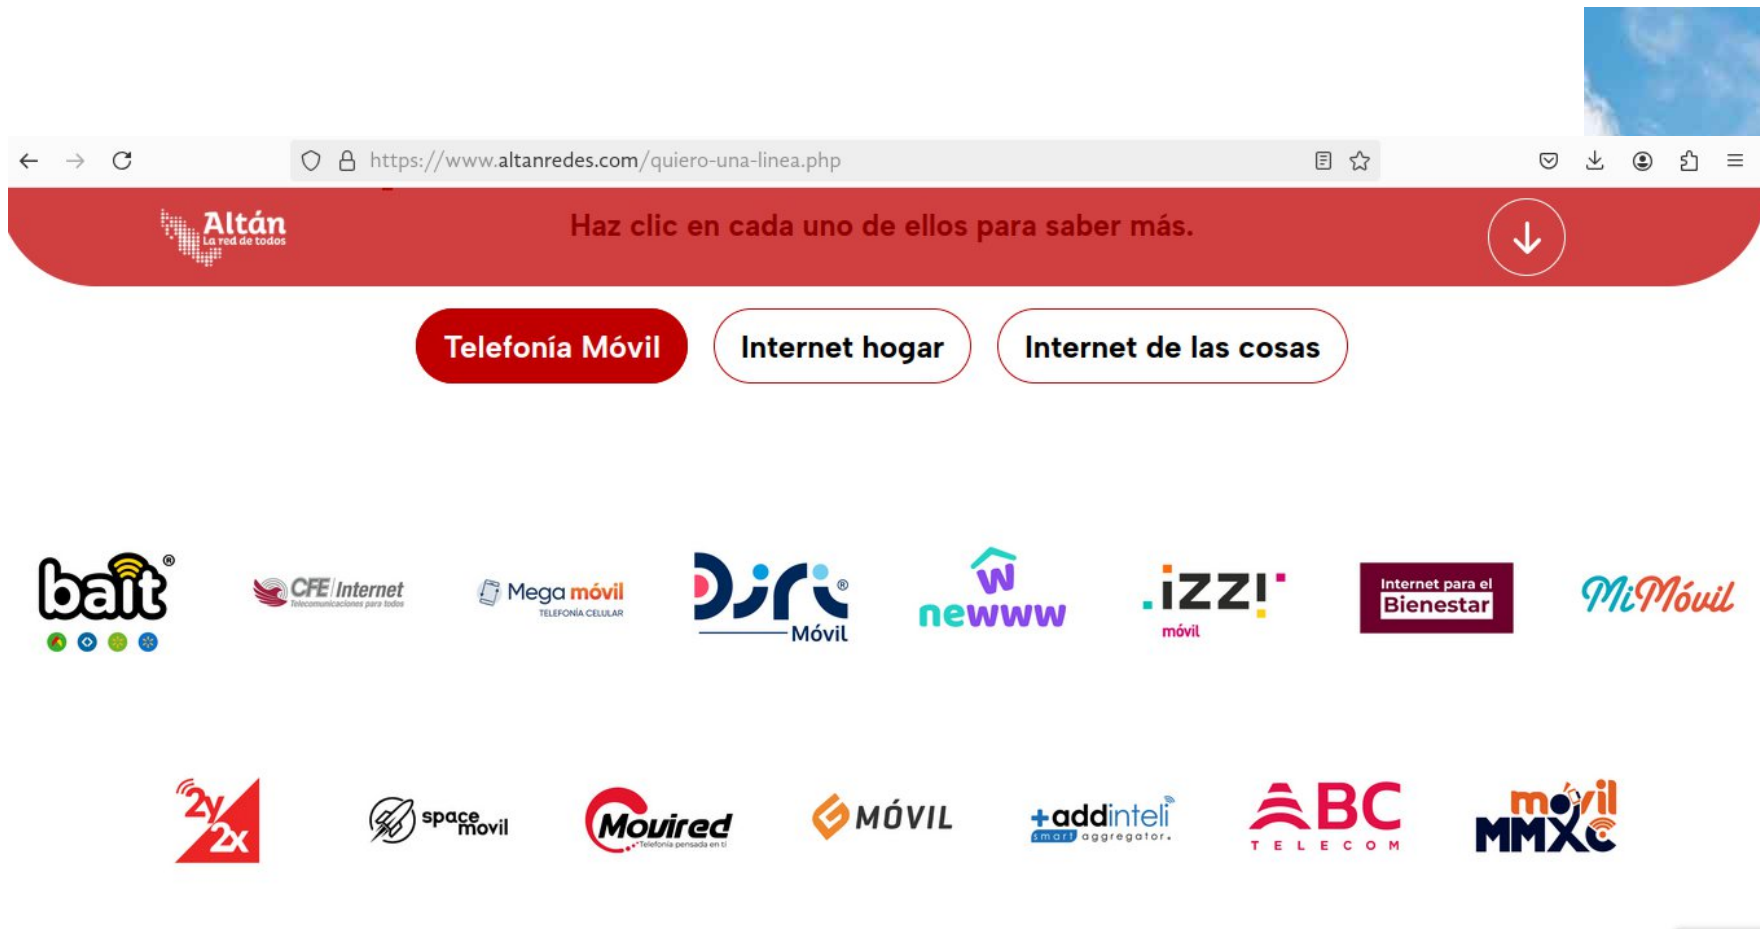 https://www.altanredes.com/quiero-una-linea.php
Altán
La red de todos
Haz clic en cada uno de ellos para saber más.
Telefonía Móvil
Internet hogar
Internet de las cosas
bait®
CFE Internet
Telecomunicaciones para todos
Mega móvil
TELEFONÍA CELULAR
Diri®
Móvil
w
newww
izzi
móvil
Internet para el
Bienestar
MiMóvil
2y
2x
space
movil
Movired
Telefonía pensada en ti
G MÓVIL
+addinteli
smart aggregator.
ABC
TELECOM
movil
MMXC